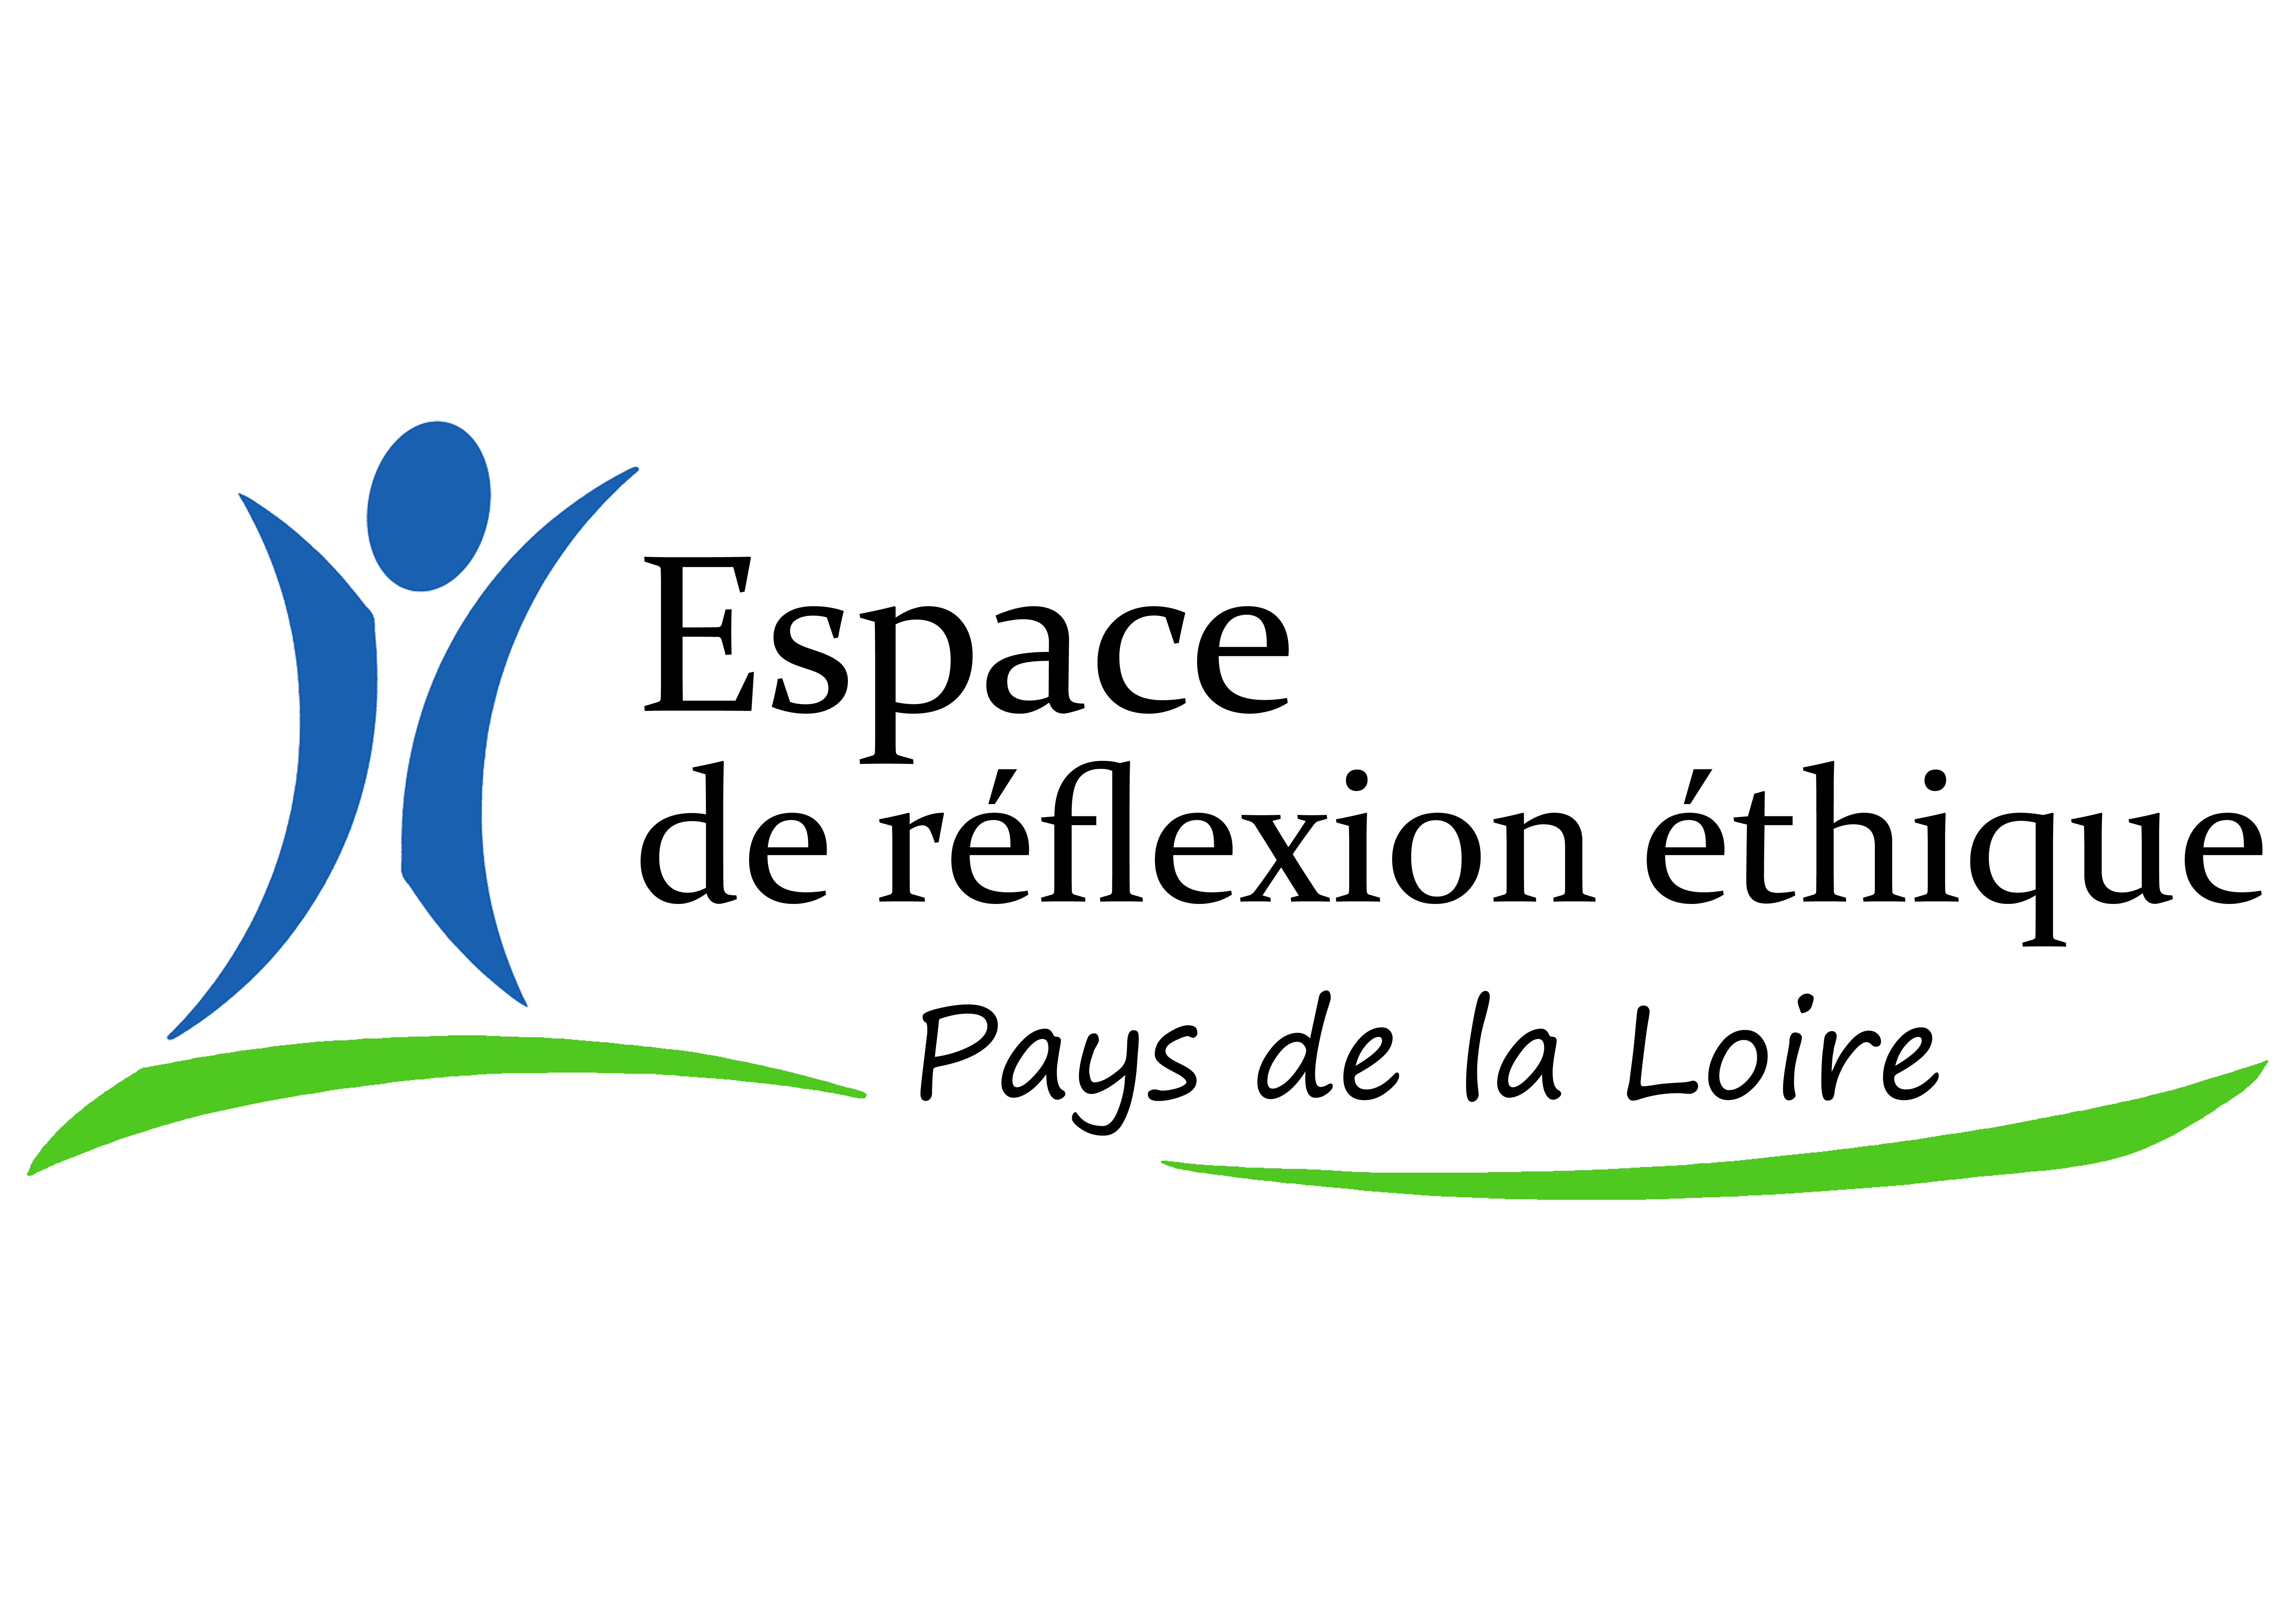 Espace
de réflexion éthique
Pays de la Loire